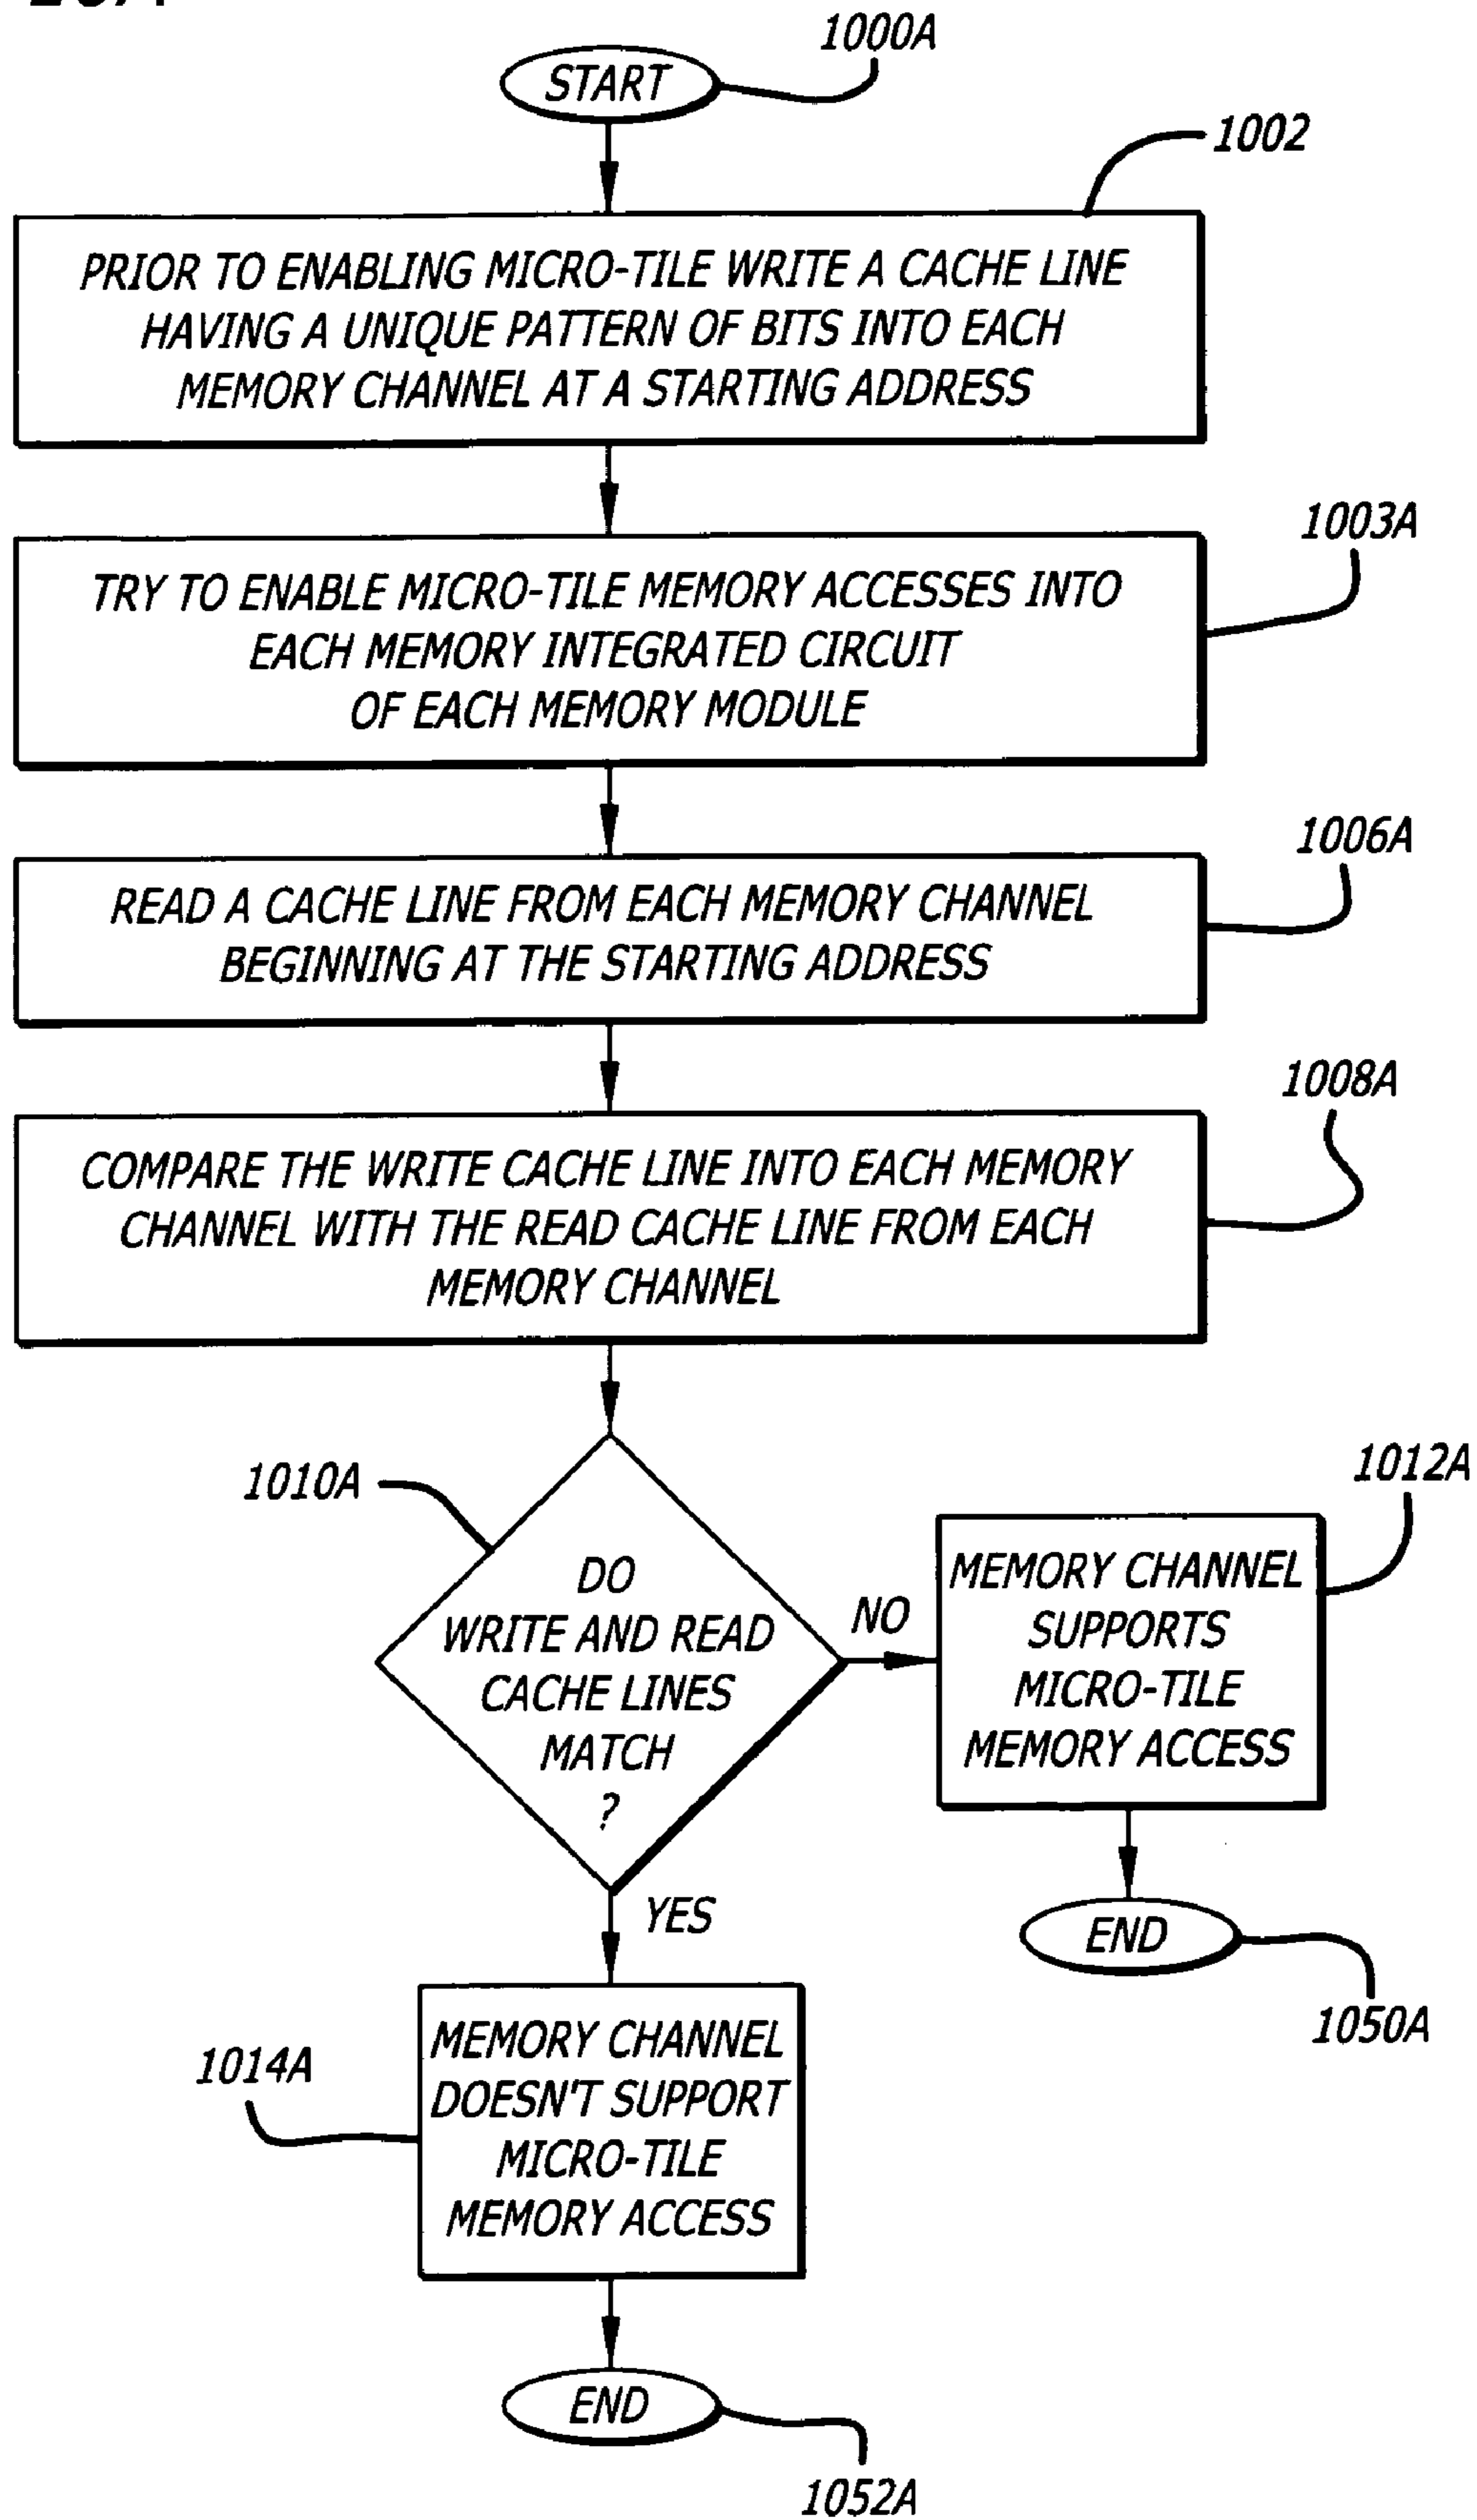 1000A
START
1002
PRIOR TO ENABLING MICRO-TILE WRITE A CACHE LINE
HAVING A UNIQUE PATTERN OF BITS INTO EACH
MEMORY CHANNEL AT A STARTING ADDRESS
1003A
TRY TO ENABLE MICRO-TILE MEMORY ACCESSES INTO
EACH MEMORY INTEGRATED CIRCUIT
OF EACH MEMORY MODULE
1006A
READ A CACHE LINE FROM EACH MEMORY CHANNEL
BEGINNING AT THE STARTING ADDRESS
1008A
COMPARE THE WRITE CACHE LINE INTO EACH MEMORY
CHANNEL WITH THE READ CACHE LINE FROM EACH
MEMORY CHANNEL
1010A
DO
WRITE AND READ
CACHE LINES
MATCH
?
NO
1012A
MEMORY CHANNEL
SUPPORTS
MICRO-TILE
MEMORY ACCESS
END
1050A
YES
1014A
MEMORY CHANNEL
DOESN'T SUPPORT
MICRO-TILE
MEMORY ACCESS
END
1052A